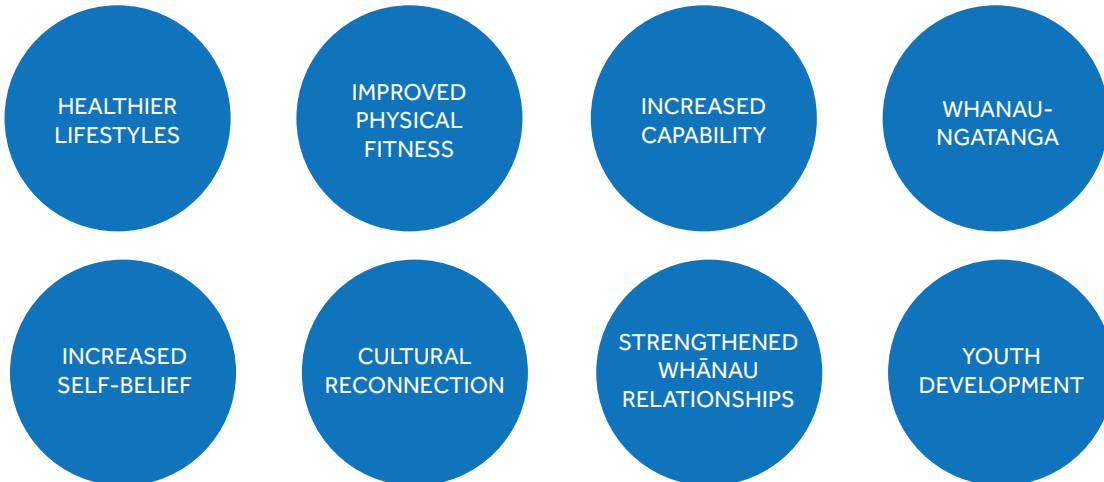 HEALTHIER
LIFESTYLES
IMPROVED
PHYSICAL
FITNESS
INCREASED
CAPABILITY
WHANAU-
NGATANGA
INCREASED
SELF-BELIEF
CULTURAL
RECONNECTION
STRENGTHENED
WHĀNAU
RELATIONSHIPS
YOUTH
DEVELOPMENT